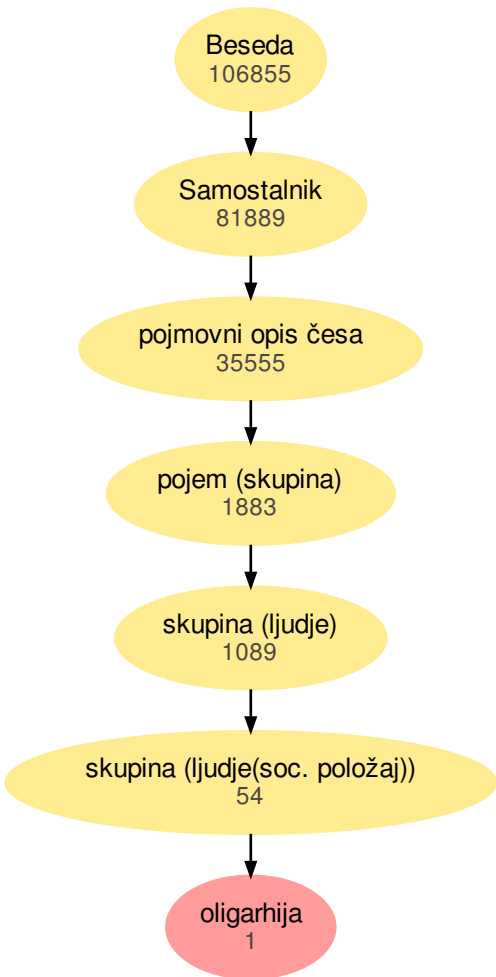 Beseda
106855
Samostalnik
81889
pojmovni opis česa
35555
pojem (skupina)
1883
skupina (ljudje)
1089
skupina (ljudje(soc. položaj))
54
oligarhija
1